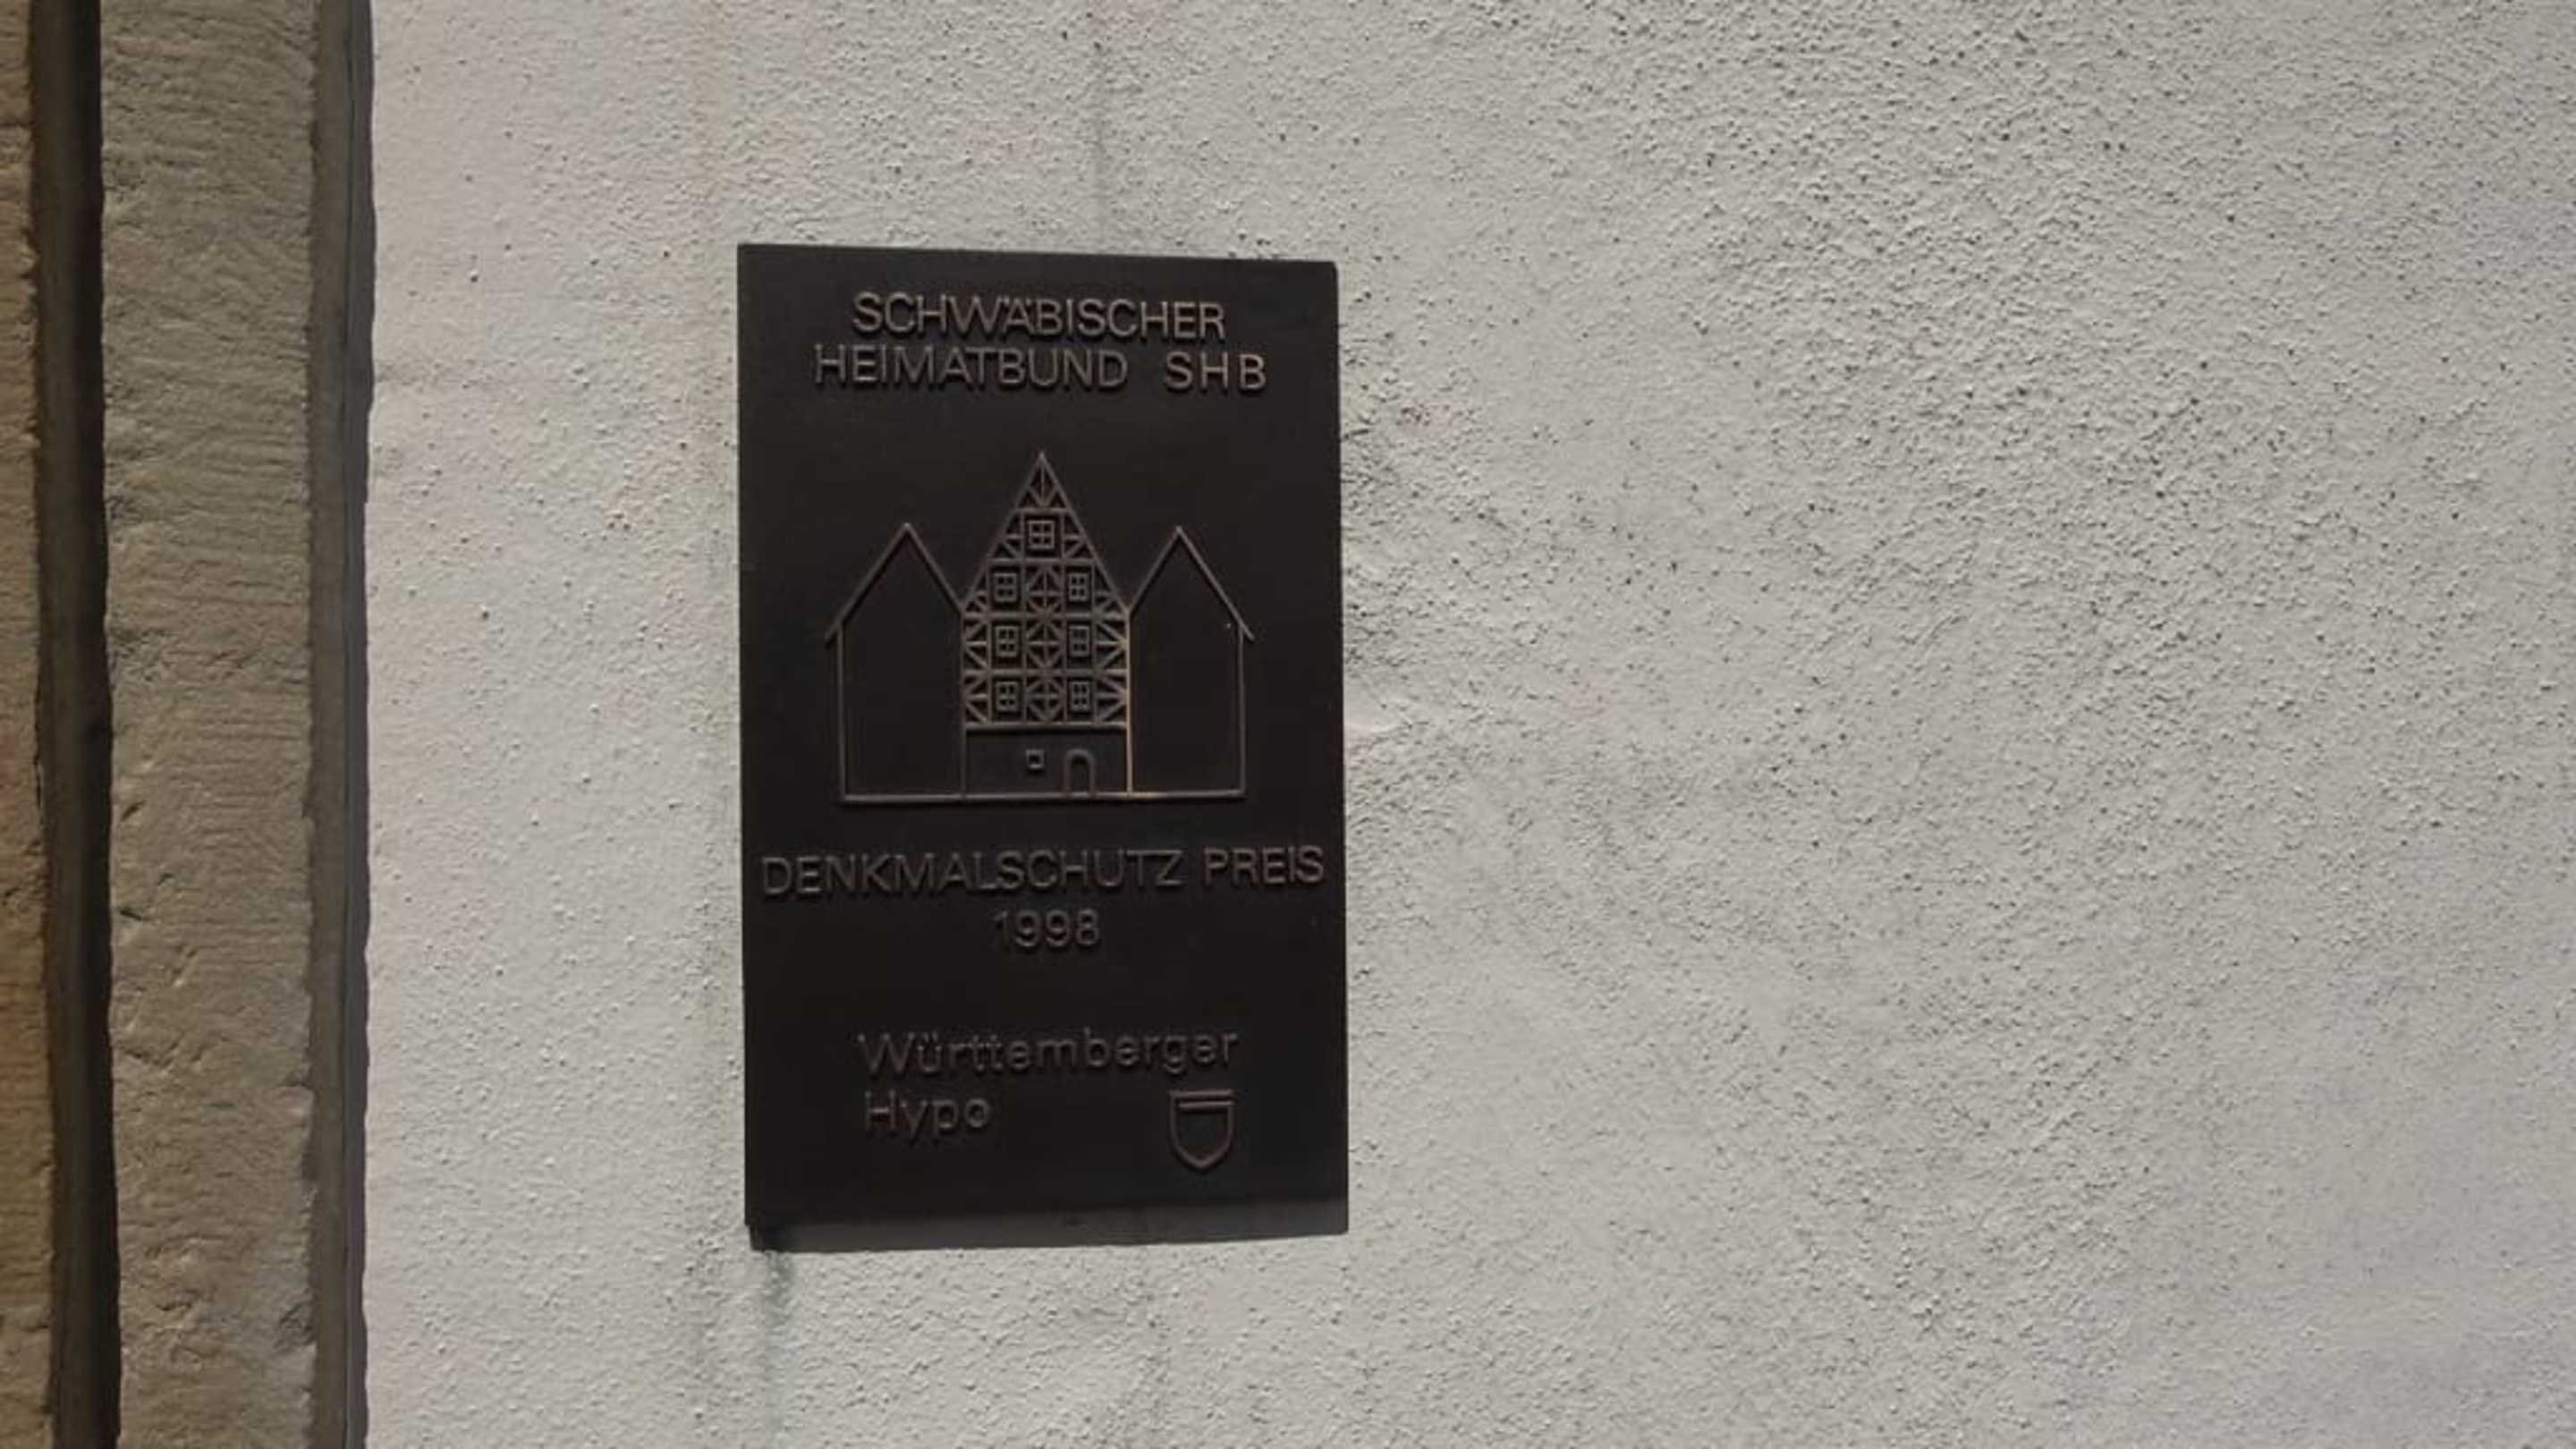 SCHWÄBISCHER
HEIMATBUND SHB
DENKMALSCHUTZ PREIS
1998
Württemberger
Hypo